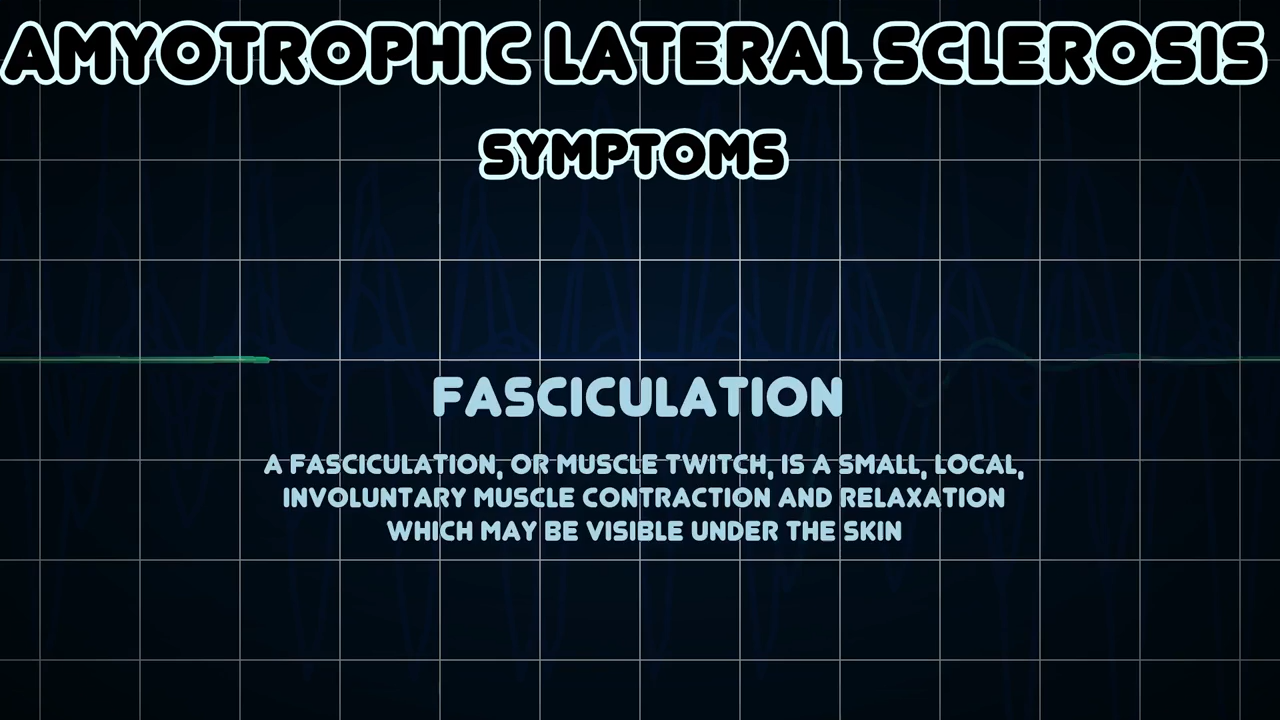 AMYOTROPHIC LATERAL SCLEROSIS
SYMPTOMS
FASCICULATION
A FASCICULATION, OR MUSCLE TWITCH, IS A SMALL, LOCAL,
INVOLUNTARY MUSCLE CONTRACTION AND RELAXATION
WHICH MAY BE VISIBLE UNDER THE SKIN